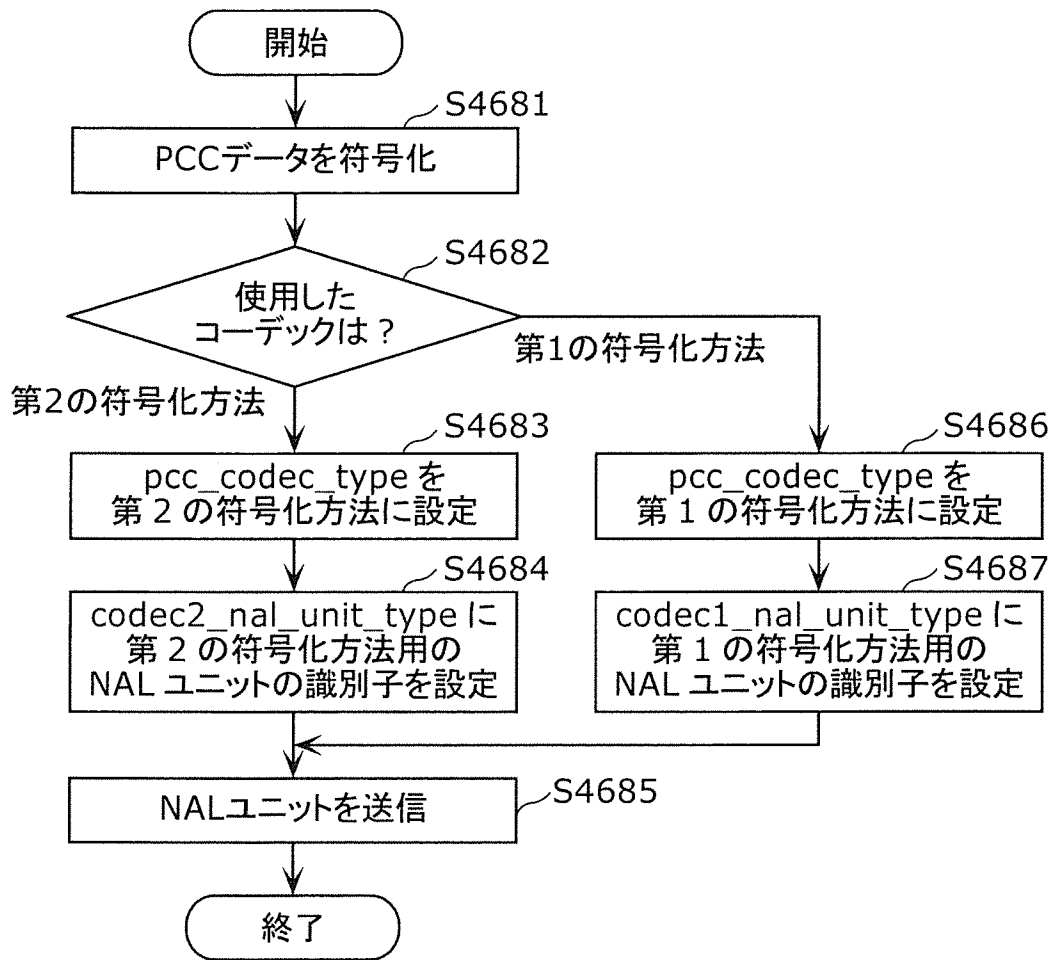 開始
S4681
PCCデータを符号化
S4682
使用した
コーデックは？
第1の符号化方法
第2の符号化方法
S4683
pcc_codec_type を
第 2 の符号化方法に設定
S4686
pcc_codec_type を
第 1 の符号化方法に設定
S4684
codec2_nal_unit_type に
第 2 の符号化方法用の
NAL ユニットの識別子を設定
S4687
codec1_nal_unit_type に
第 1 の符号化方法用の
NAL ユニットの識別子を設定
NALユニットを送信
S4685
終了